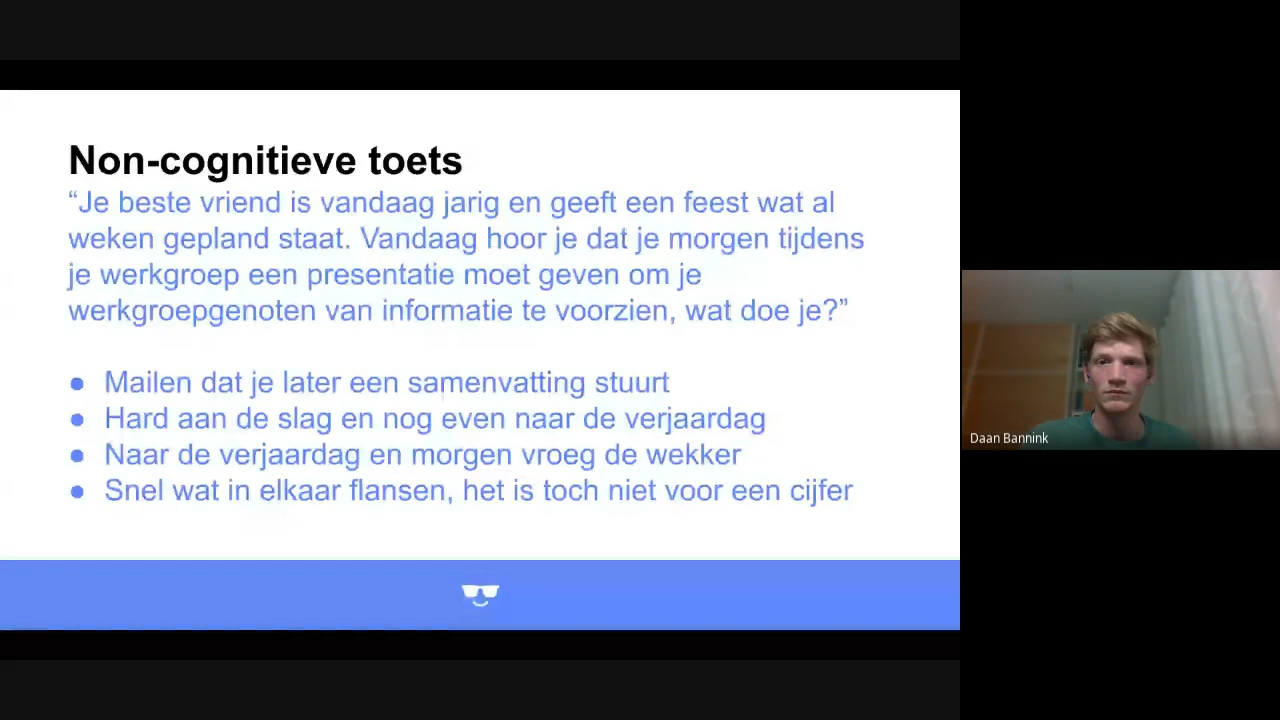 Non-cognitieve toets
“Je beste vriend is vandaag jarig en geeft een feest wat al
weken gepland staat. Vandaag hoor je dat je morgen tijdens
je werkgroep een presentatie moet geven om je
werkgroepgenoten van informatie te voorzien, wat doe je?”
● Mailen dat je later een samenvatting stuurt
● Hard aan de slag en nog even naar de verjaardag
● Naar de verjaardag en morgen vroeg de wekker
● Snel wat in elkaar flansen, het is toch niet voor een cijfer
Daan Bannink